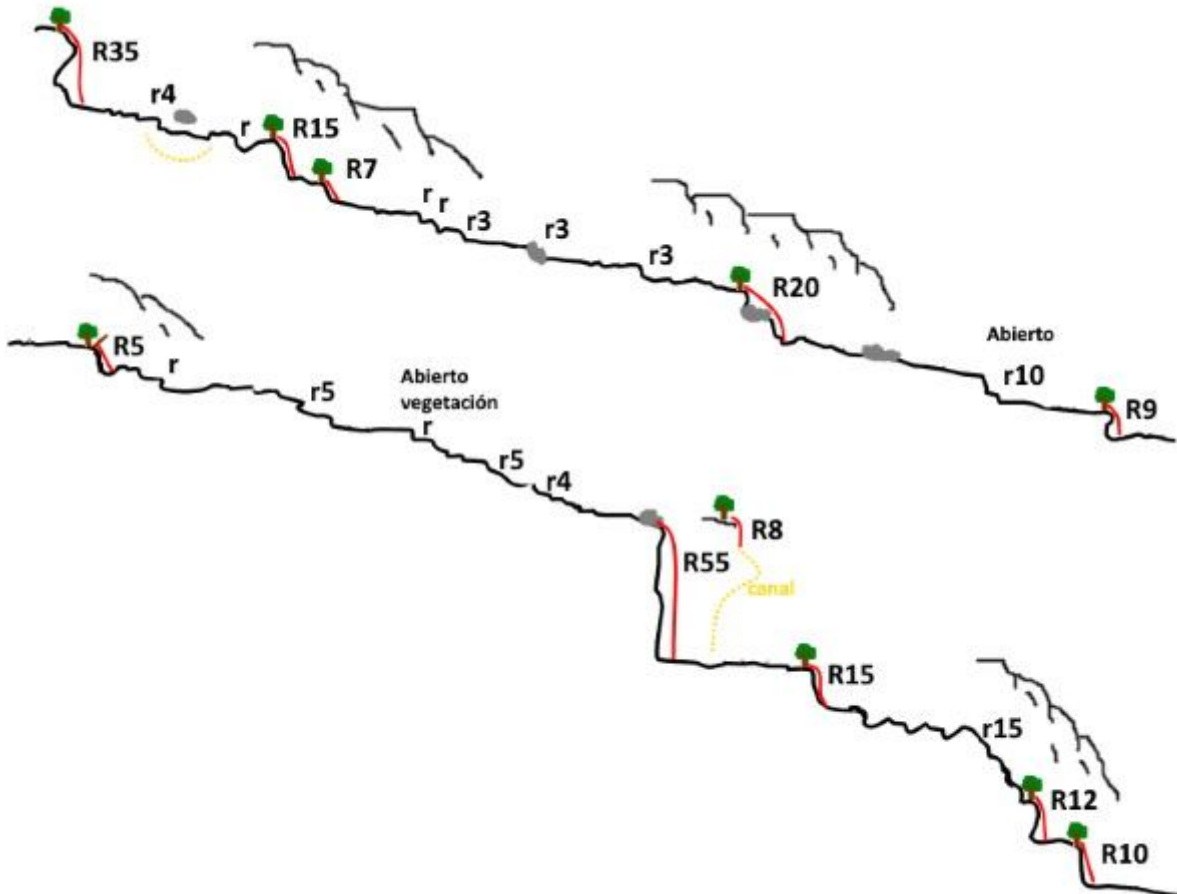 R35
r4
r
R15
R7
r
r
r3
r3
r3
R20
Abierto
r10
R9
R5
r
r5
Abierto
vegetación
r
r5
r4
R8
R55
canal
R15
r15
R12
R10